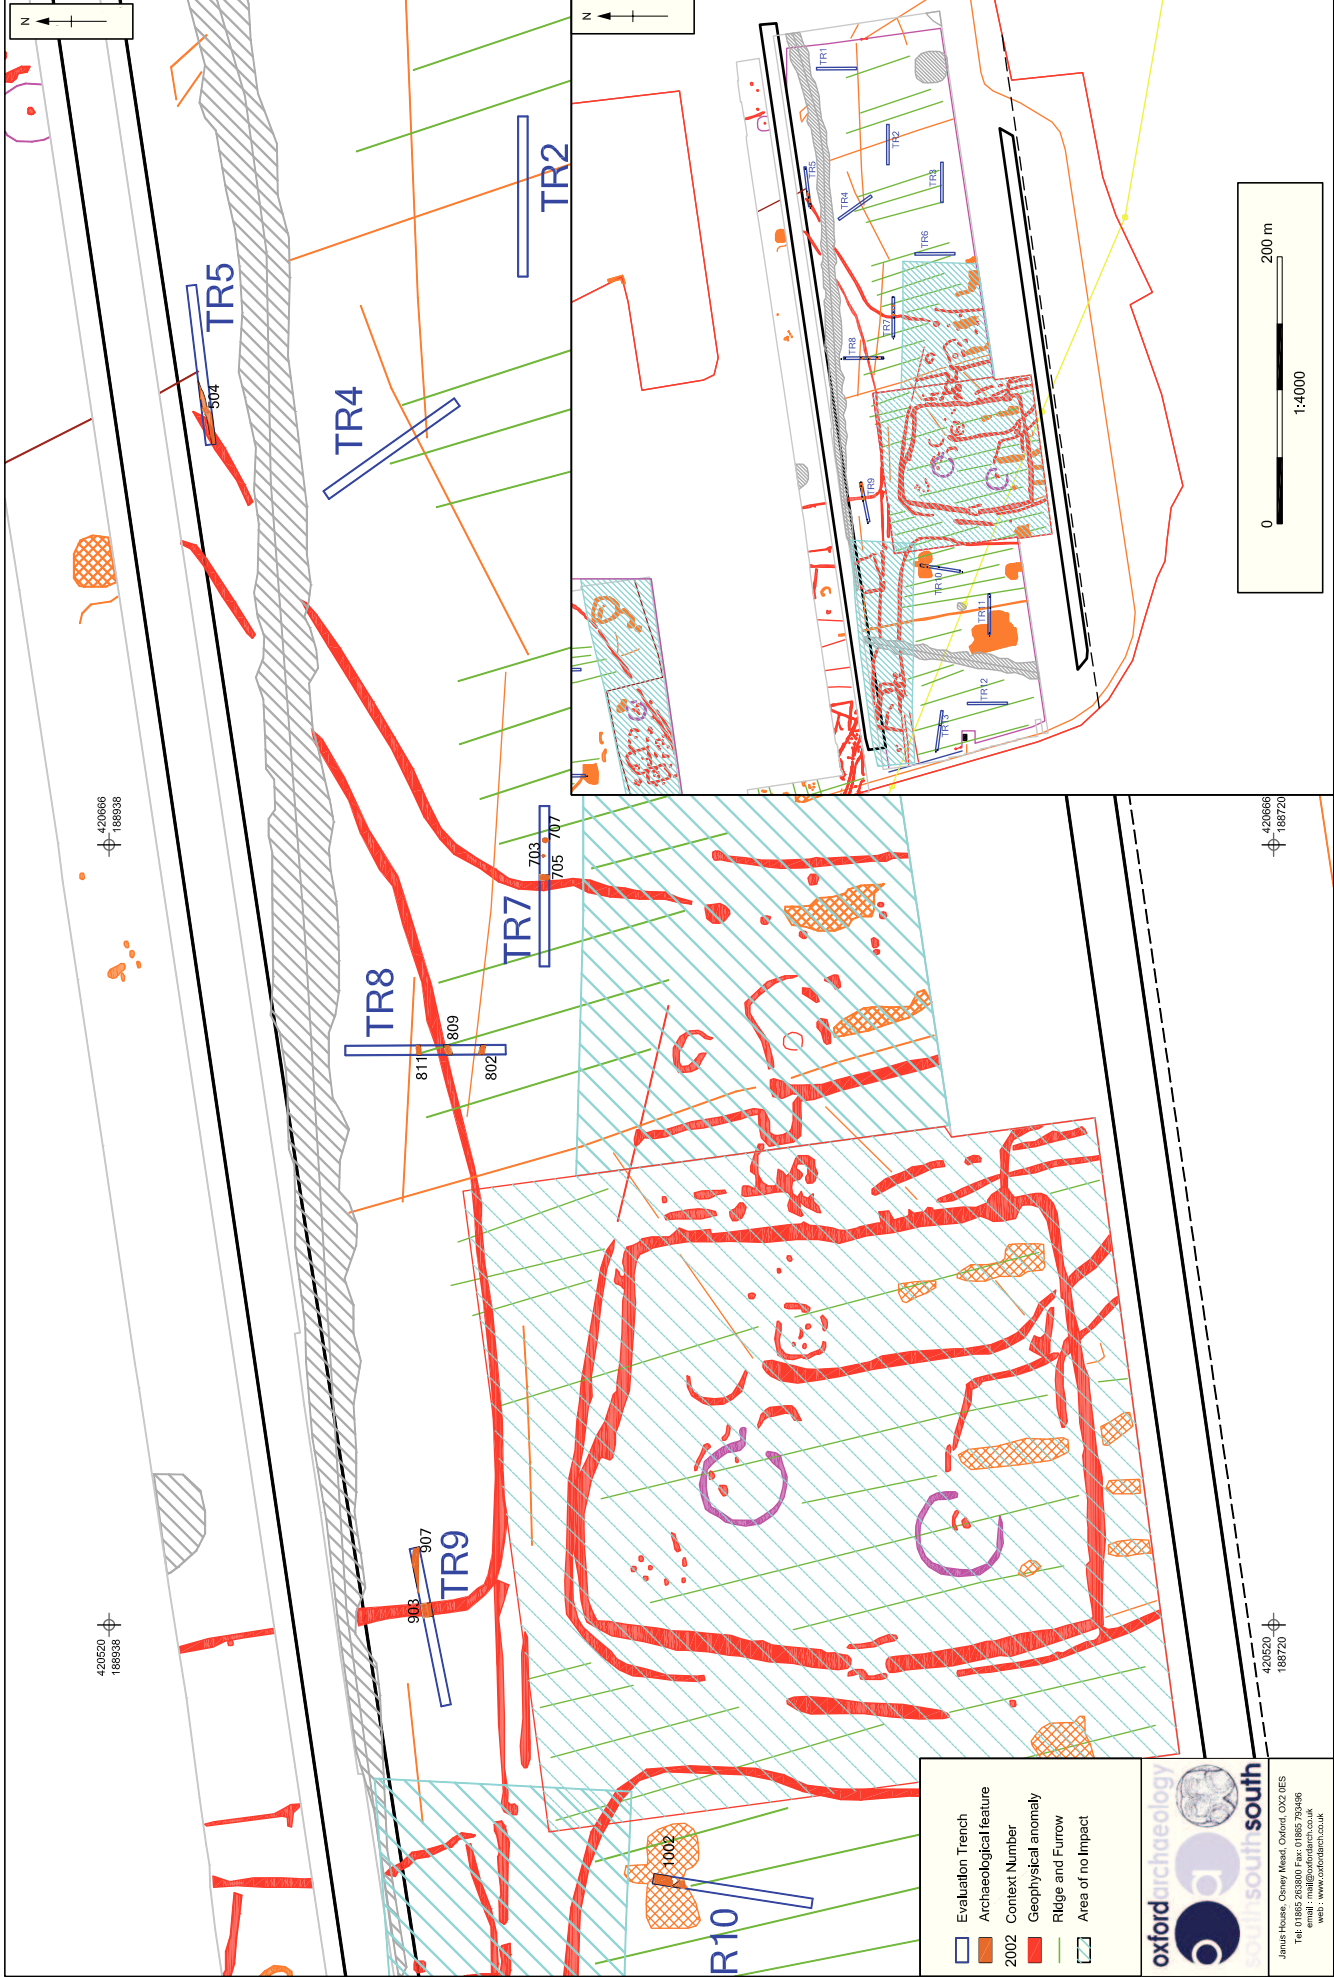 N
TR5
504
TR4
TR2
TR7
703
705
707
TR8
811
809
802
TR9
903
907
R10
1002
420666
188938
420520
188938
420666
188720
420520
188720
N
TR1
TR2
TR3
TR4
TR5
TR6
TR7
TR8
TR9
TR10
TR11
TR12
TR13
0
200 m
1:4000
Evaluation Trench
Archaeological feature
2002 Context Number
Geophysical anomaly
Ridge and Furrow
Area of no Impact
oxfordarchaeology
southsouthsouth
Janus House, Osney Mead, Oxford, OX2 0ES
Tel: 01865 263800 Fax: 01865 793496
email : mail@oxfordarch.co.uk
web : www.oxfordarch.co.uk